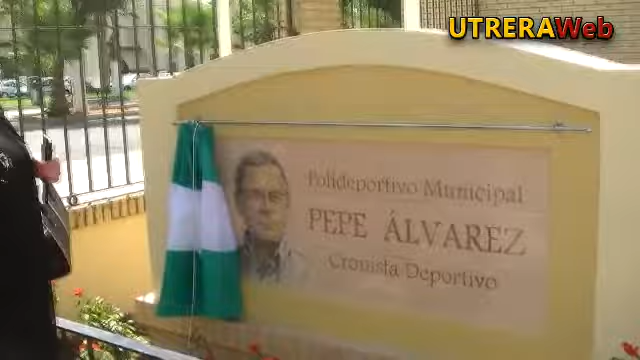 UTRERAWeb
Polideportivo Municipal
PEPE ÁLVAREZ
Cronista Deportivo